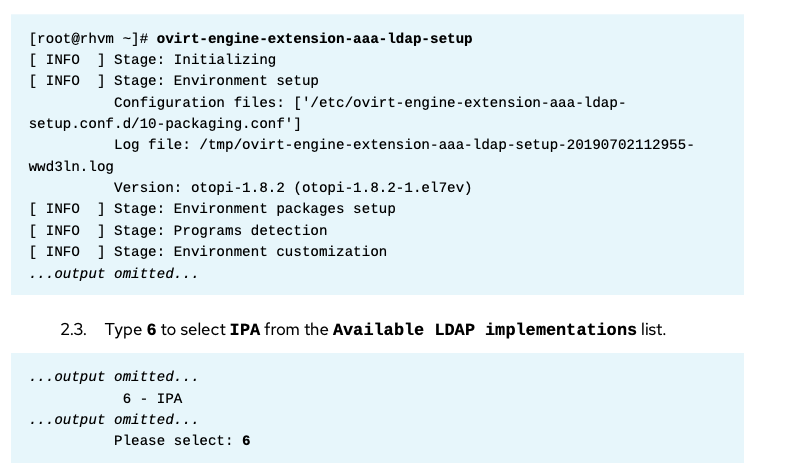 [root@rhvm ~]# ovirt-engine-extension-aaa-ldap-setup
[ INFO  ] Stage: Initializing
[ INFO  ] Stage: Environment setup
          Configuration files: ['/etc/ovirt-engine-extension-aaa-ldap-
setup.conf.d/10-packaging.conf']
          Log file: /tmp/ovirt-engine-extension-aaa-ldap-setup-20190702112955-
wwd3ln.log
          Version: otopi-1.8.2 (otopi-1.8.2-1.el7ev)
[ INFO  ] Stage: Environment packages setup
[ INFO  ] Stage: Programs detection
[ INFO  ] Stage: Environment customization
...output omitted...
2.3. Type 6 to select IPA from the Available LDAP implementations list.
...output omitted...
           6 - IPA
...output omitted...
          Please select: 6